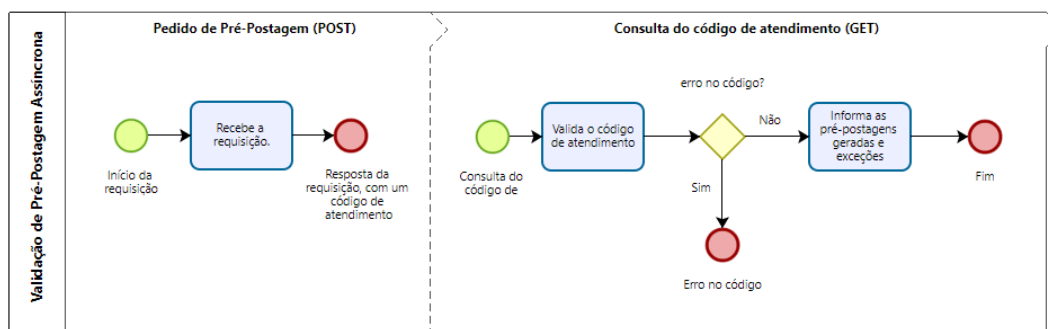 Validação de Pré-Postagem Assíncrona
Pedido de Pré-Postagem (POST)
Início da
requisição
Recebe a
requisição.
Resposta da
requisição, com um
código de
atendimento
Consulta do código de atendimento (GET)
Consulta do
código de
Valida o código
de atendimento
erro no código?
Não
Sim
Informa as
pré-postagens
geradas e
exceções
Fim
Erro no código